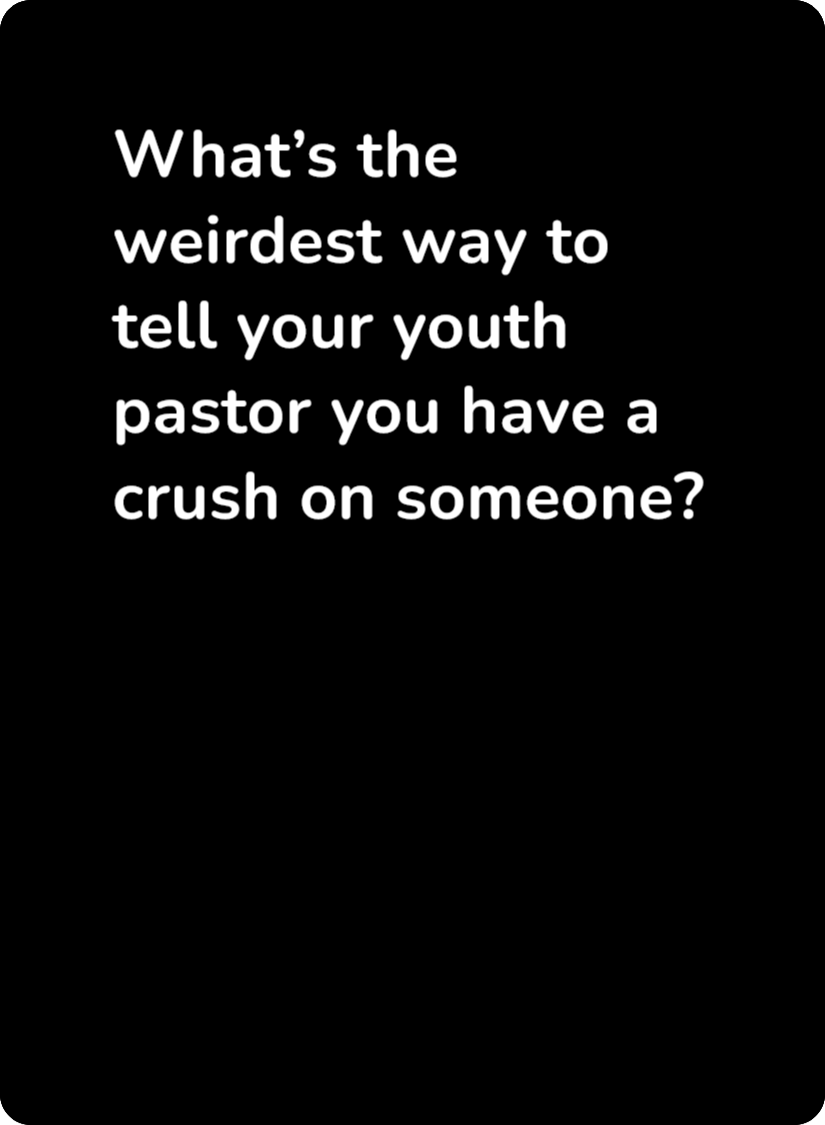 What’s the
weirdest way to
tell your youth
pastor you have a
crush on someone?